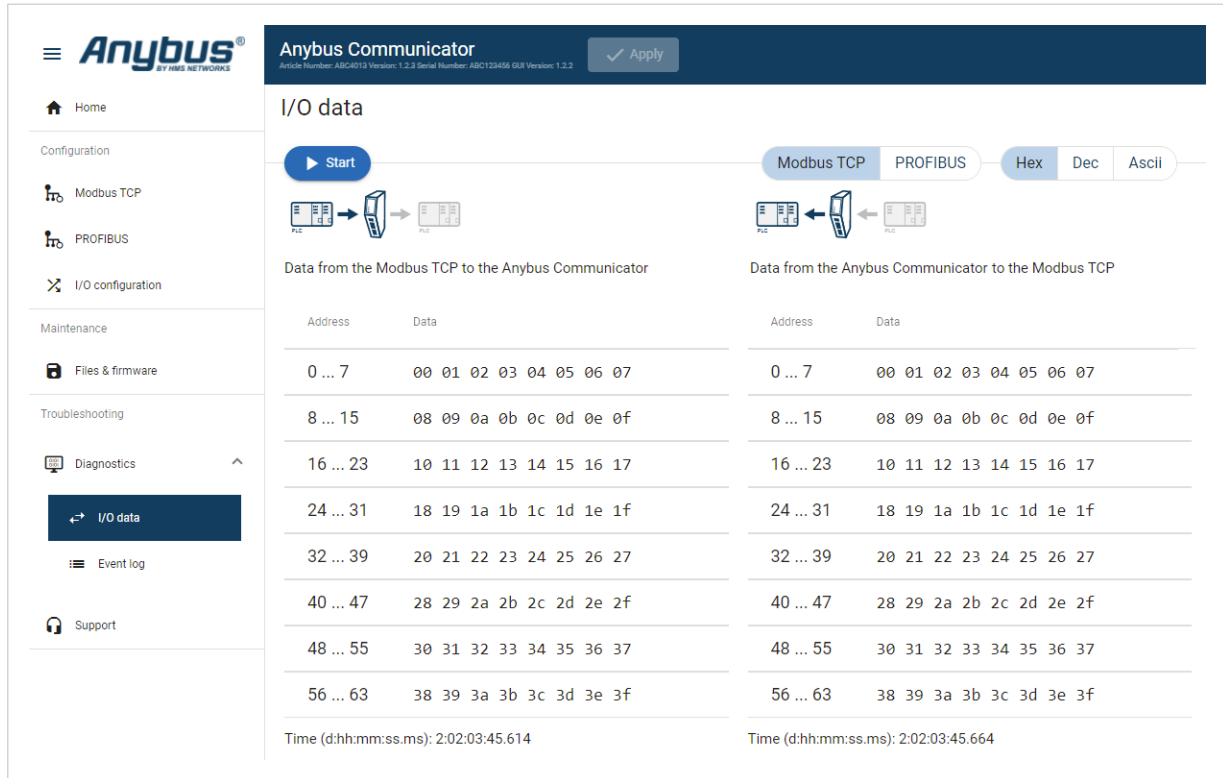 Anybus®
BY HMS NETWORKS
Anybus Communicator
Article Number: ABC4013 Version: 1.2.3 Serial Number: ABC123456 GUI Version: 1.2.2
Apply
Home
Configuration
Modbus TCP
PROFIBUS
I/O configuration
Maintenance
Files & firmware
Troubleshooting
Diagnostics
I/O data
Event log
Support
I/O data
Start
Modbus TCP PROFIBUS Hex Dec Ascii
PLC PLC
Data from the Modbus TCP to the Anybus Communicator
Address Data
0 ... 7 00 01 02 03 04 05 06 07
8 ... 15 08 09 0a 0b 0c 0d 0e 0f
16 ... 23 10 11 12 13 14 15 16 17
24 ... 31 18 19 1a 1b 1c 1d 1e 1f
32 ... 39 20 21 22 23 24 25 26 27
40 ... 47 28 29 2a 2b 2c 2d 2e 2f
48 ... 55 30 31 32 33 34 35 36 37
56 ... 63 38 39 3a 3b 3c 3d 3e 3f
Time (d:hh:mm:ss.ms): 2:02:03:45.614
PLC PLC
Data from the Anybus Communicator to the Modbus TCP
Address Data
0 ... 7 00 01 02 03 04 05 06 07
8 ... 15 08 09 0a 0b 0c 0d 0e 0f
16 ... 23 10 11 12 13 14 15 16 17
24 ... 31 18 19 1a 1b 1c 1d 1e 1f
32 ... 39 20 21 22 23 24 25 26 27
40 ... 47 28 29 2a 2b 2c 2d 2e 2f
48 ... 55 30 31 32 33 34 35 36 37
56 ... 63 38 39 3a 3b 3c 3d 3e 3f
Time (d:hh:mm:ss.ms): 2:02:03:45.664